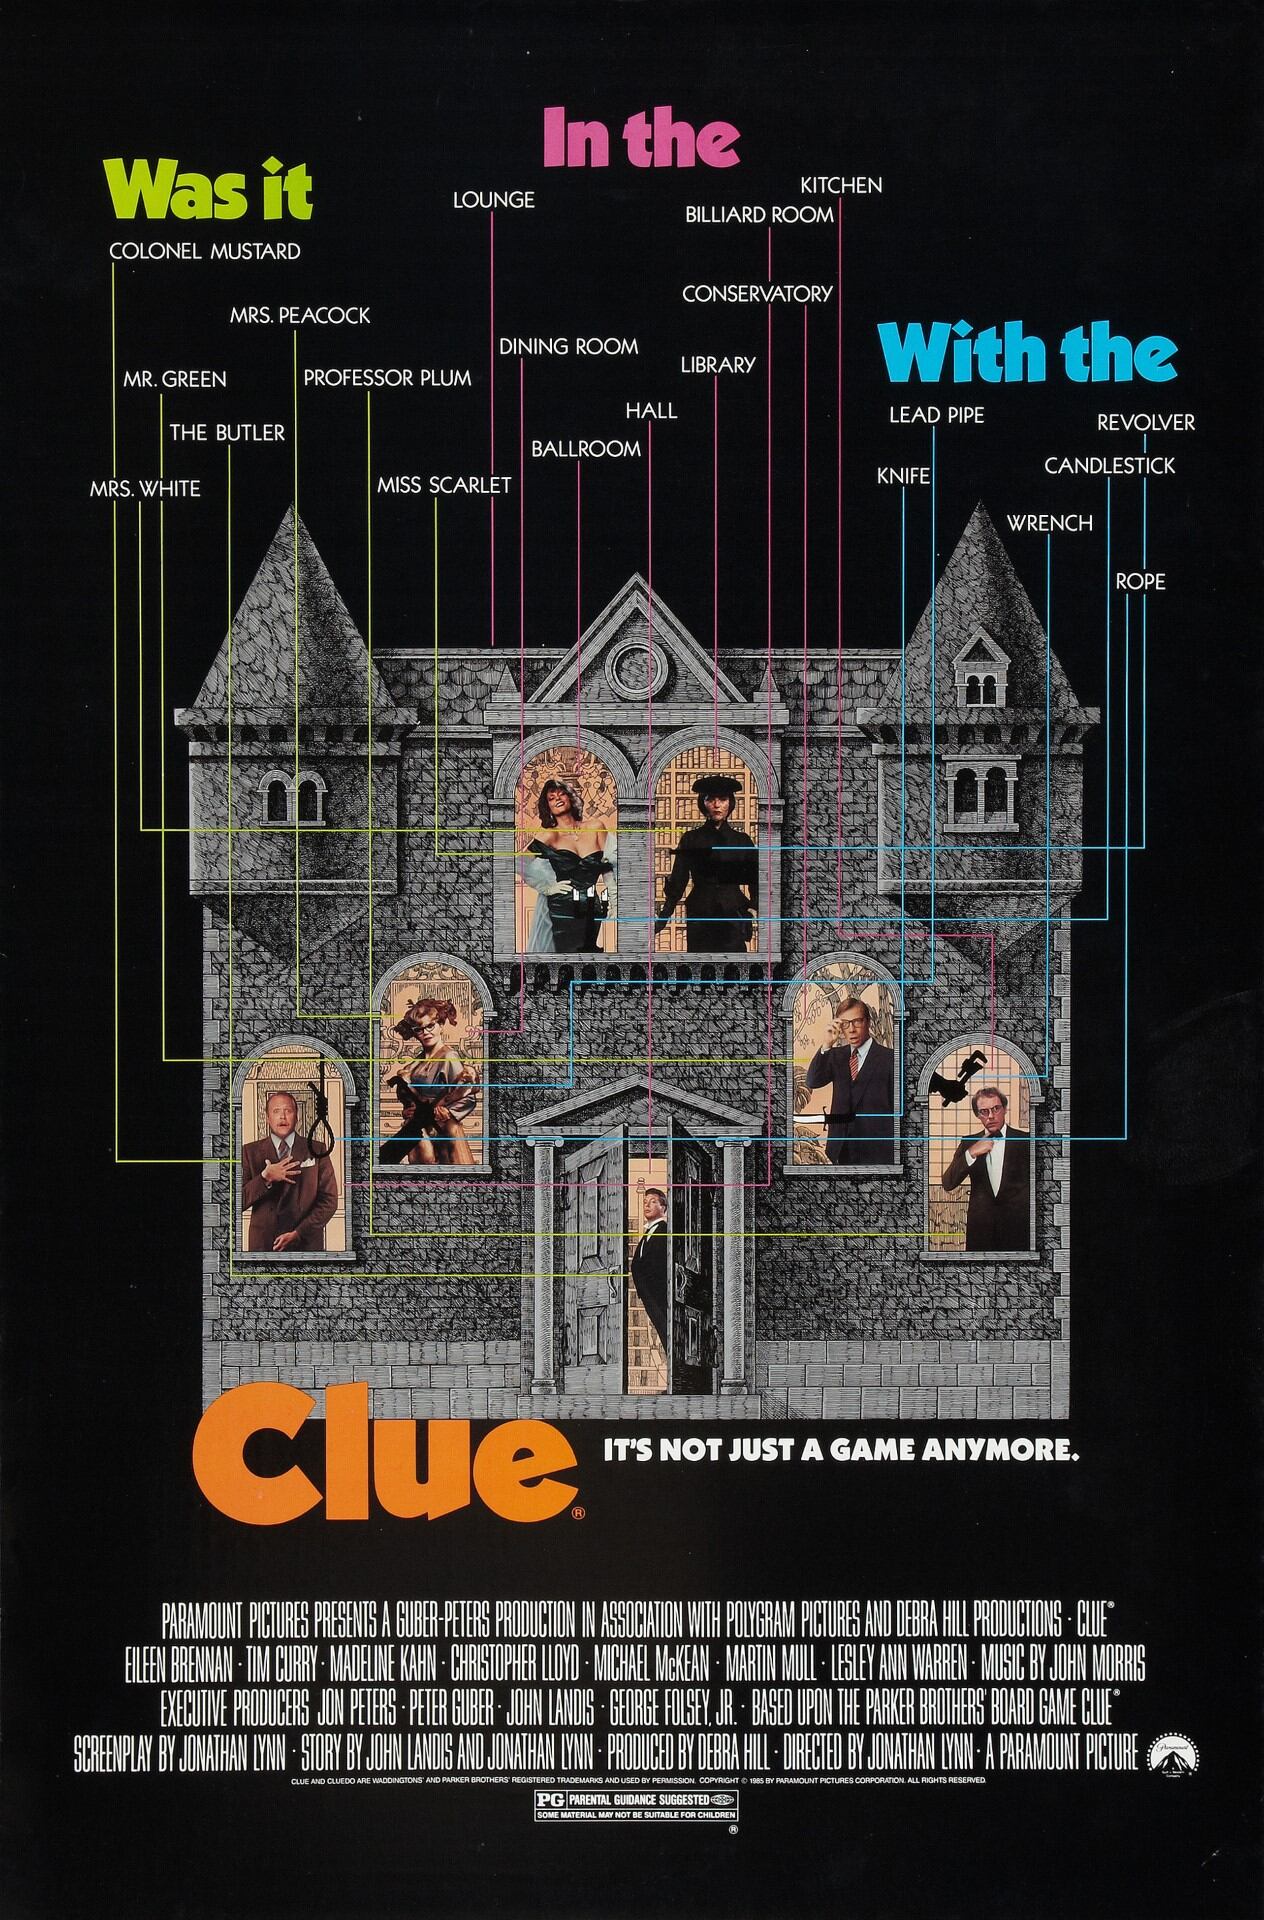 In the
Was it
LOUNGE
KITCHEN
BILLIARD ROOM
COLONEL MUSTARD
CONSERVATORY
MRS. PEACOCK
With the
DINING ROOM
LIBRARY
MR. GREEN
PROFESSOR PLUM
HALL
LEAD PIPE
REVOLVER
THE BUTLER
BALLROOM
CANDLESTICK
KNIFE
MRS. WHITE
MISS SCARLET
WRENCH
ROPE
Clue®
IT'S NOT JUST A GAME ANYMORE.
PARAMOUNT PICTURES PRESENTS A GUBER-PETERS PRODUCTION IN ASSOCIATION WITH POLYGRAM PICTURES AND DEBRA HILL PRODUCTIONS · CLUE®
EILEEN BRENNAN · TIM CURRY · MADELINE KAHN · CHRISTOPHER LLOYD · MICHAEL McKEAN · MARTIN MULL · LESLEY ANN WARREN · MUSIC BY JOHN MORRIS
EXECUTIVE PRODUCERS JON PETERS · PETER GUBER · JOHN LANDIS · GEORGE FOLSEY, JR. · BASED UPON THE PARKER BROTHERS' BOARD GAME CLUE®
SCREENPLAY BY JONATHAN LYNN · STORY BY JOHN LANDIS AND JONATHAN LYNN · PRODUCED BY DEBRA HILL · DIRECTED BY JONATHAN LYNN · A PARAMOUNT PICTURE
Paramount
CLUE AND CLUEDO ARE WADDINGTONS' AND PARKER BROTHERS' REGISTERED TRADEMARKS AND USED BY PERMISSION. COPYRIGHT © 1985 BY PARAMOUNT PICTURES CORPORATION. ALL RIGHTS RESERVED.
PG PARENTAL GUIDANCE SUGGESTED
SOME MATERIAL MAY NOT BE SUITABLE FOR CHILDREN
®